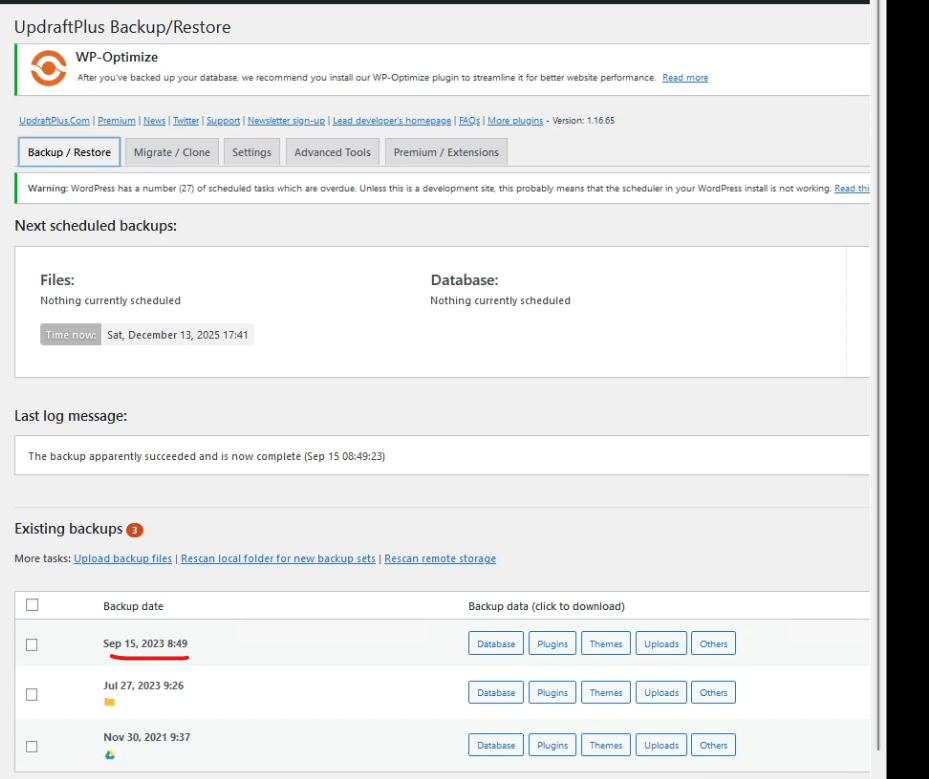 UpdraftPlus Backup/Restore
WP-Optimize
After you've backed up your database, we recommend you install our WP-Optimize plugin to streamline it for better website performance. Read more
UpdraftPlus.Com | Premium | News | Twitter | Support | Newsletter sign-up | Lead developer's homepage | FAQs | More plugins - Version: 1.16.65
Backup / Restore Migrate / Clone Settings Advanced Tools Premium / Extensions
Warning: WordPress has a number (27) of scheduled tasks which are overdue. Unless this is a development site, this probably means that the scheduler in your WordPress install is not working. Read thi
Next scheduled backups:
Files: Database:
Nothing currently scheduled Nothing currently scheduled
Time now: Sat, December 13, 2025 17:41
Last log message:
The backup apparently succeeded and is now complete (Sep 15 08:49:23)
Existing backups 3
More tasks: Upload backup files | Rescan local folder for new backup sets | Rescan remote storage
Backup date Backup data (click to download)
Sep 15, 2023 8:49 Database Plugins Themes Uploads Others
Jul 27, 2023 9:26 Database Plugins Themes Uploads Others
Nov 30, 2021 9:37 Database Plugins Themes Uploads Others